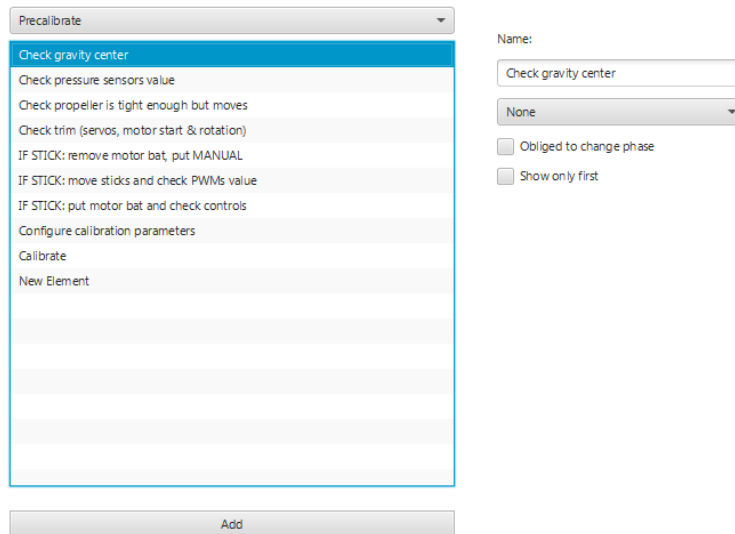 Precalibrate
Check gravity center
Check pressure sensors value
Check propeller is tight enough but moves
Check trim (servos, motor start & rotation)
IF STICK: remove motor bat, put MANUAL
IF STICK: move sticks and check PWMs value
IF STICK: put motor bat and check controls
Configure calibration parameters
Calibrate
New Element
Add
Name:
Check gravity center
None
Obliged to change phase
Show only first